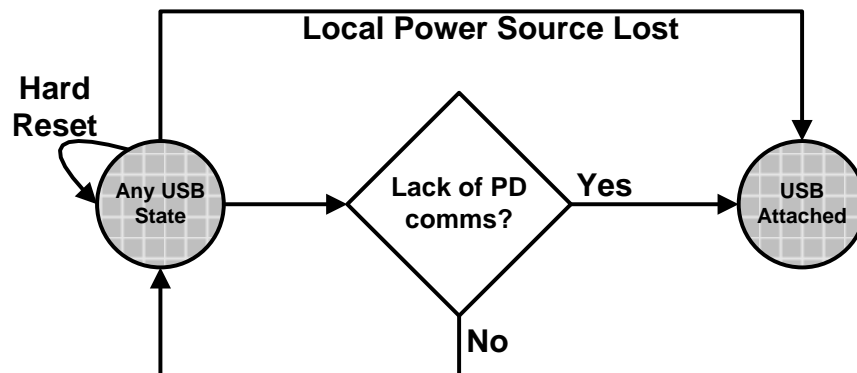 Local Power Source Lost
Hard
Reset
Any USB
State
Lack of PD
comms?
Yes
USB
Attached
No